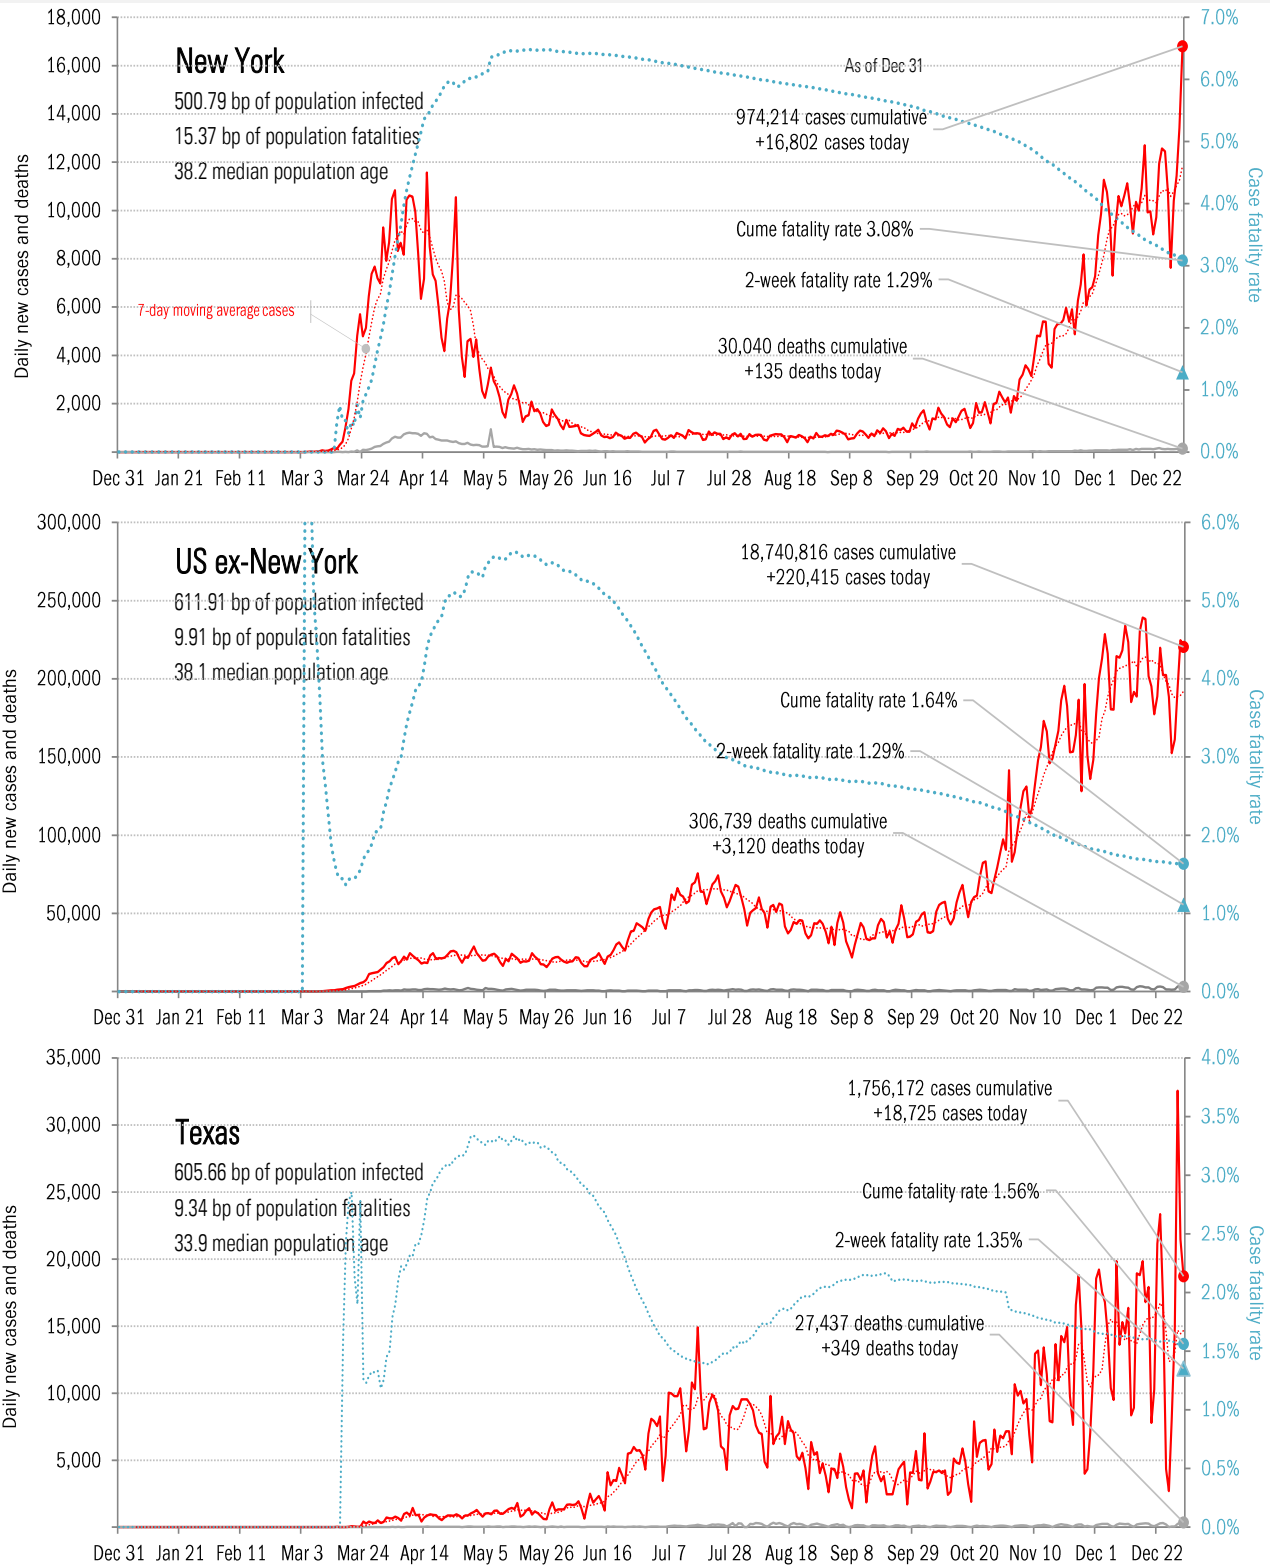 18,000
16,000
14,000
12,000
10,000
8,000
6,000
4,000
2,000
7.0%
6.0%
5.0%
4.0%
3.0%
2.0%
1.0%
0.0%
Daily new cases and deaths
Case fatality rate
New York
500.79 bp of population infected
15.37 bp of population fatalities
38.2 median population age
As of Dec 31
974,214 cases cumulative
+16,802 cases today
Cume fatality rate 3.08%
2-week fatality rate 1.29%
7-day moving average cases
30,040 deaths cumulative
+135 deaths today
Dec 31 Jan 21 Feb 11 Mar 3 Mar 24 Apr 14 May 5 May 26 Jun 16 Jul 7 Jul 28 Aug 18 Sep 8 Sep 29 Oct 20 Nov 10 Dec 1 Dec 22
300,000
250,000
200,000
150,000
100,000
50,000
6.0%
5.0%
4.0%
3.0%
2.0%
1.0%
0.0%
Daily new cases and deaths
Case fatality rate
US ex-New York
611.91 bp of population infected
9.91 bp of population fatalities
38.1 median population age
18,740,816 cases cumulative
+220,415 cases today
Cume fatality rate 1.64%
2-week fatality rate 1.29%
306,739 deaths cumulative
+3,120 deaths today
Dec 31 Jan 21 Feb 11 Mar 3 Mar 24 Apr 14 May 5 May 26 Jun 16 Jul 7 Jul 28 Aug 18 Sep 8 Sep 29 Oct 20 Nov 10 Dec 1 Dec 22
35,000
30,000
25,000
20,000
15,000
10,000
5,000
4.0%
3.5%
3.0%
2.5%
2.0%
1.5%
1.0%
0.5%
0.0%
Daily new cases and deaths
Case fatality rate
Texas
605.66 bp of population infected
9.34 bp of population fatalities
33.9 median population age
1,756,172 cases cumulative
+18,725 cases today
Cume fatality rate 1.56%
2-week fatality rate 1.35%
27,437 deaths cumulative
+349 deaths today
Dec 31 Jan 21 Feb 11 Mar 3 Mar 24 Apr 14 May 5 May 26 Jun 16 Jul 7 Jul 28 Aug 18 Sep 8 Sep 29 Oct 20 Nov 10 Dec 1 Dec 22